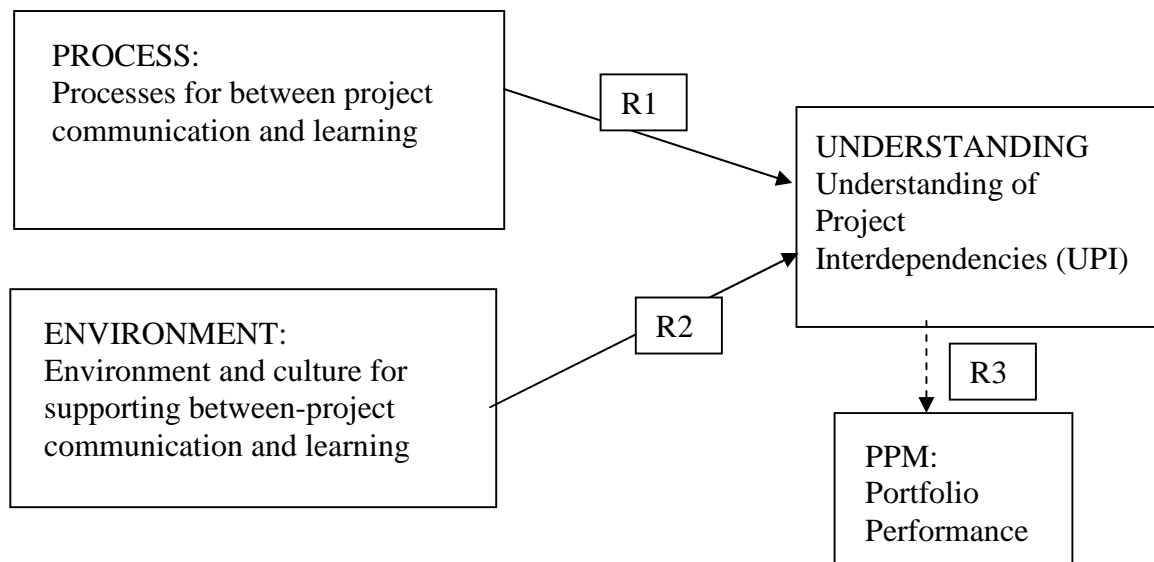 PROCESS:
Processes for between project
communication and learning
R1
UNDERSTANDING
Understanding of
Project
Interdependencies (UPI)
ENVIRONMENT:
Environment and culture for
supporting between-project
communication and learning
R2
R3
PPM:
Portfolio
Performance